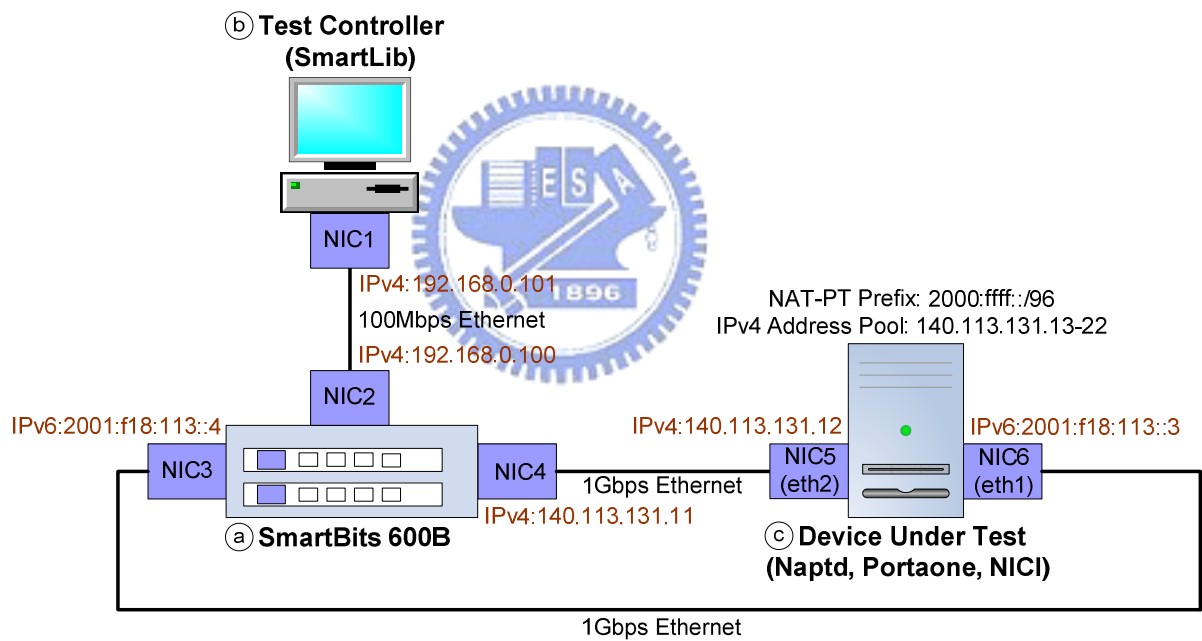 b Test Controller
(SmartLib)
ESA
1896
NIC1
IPv4:192.168.0.101
100Mbps Ethernet
IPv4:192.168.0.100
NIC2
NAT-PT Prefix: 2000:ffff::/96
IPv4 Address Pool: 140.113.131.13-22
IPv6:2001:f18:113::4
NIC3
NIC4
IPv4:140.113.131.11
a SmartBits 600B
1Gbps Ethernet
IPv4:140.113.131.12
NIC5
(eth2)
IPv6:2001:f18:113::3
NIC6
(eth1)
c Device Under Test
(Naptd, Portaone, NICI)
1Gbps Ethernet